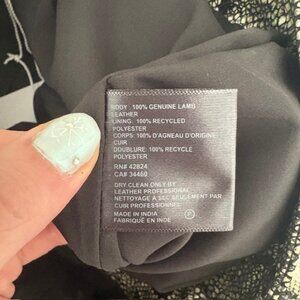 BODY: 100% GENUINE LAMB
LEATHER
LINING: 100% RECYCLED
POLYESTER
CORPS: 100% D'AGNEAU D'ORIGINE
CUIR
DOUBLURE: 100% RECYCLE
POLYESTER
RN# 42824
CA# 34460
DRY CLEAN ONLY BY
LEATHER PROFESSIONAL
NETTOYAGE A SEC SEULEMENT PAR
CUIR PROFESSIONNEL
MADE IN INDIA
FABRIQUÉ EN INDE